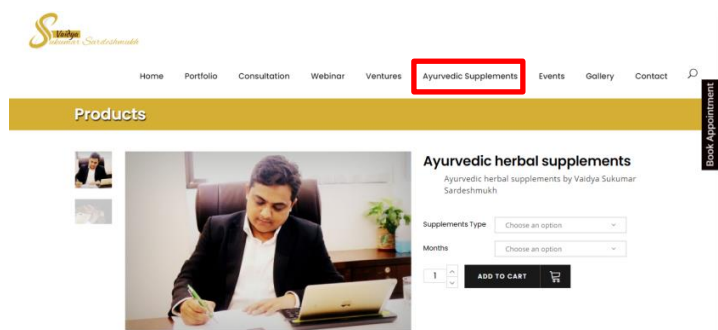 Vaidya
Sukumar Sardeshmukh
Home Portfolio Consultation Webinar Ventures Ayurvedic Supplements Events Gallery Contact
Book Appointment
Products
Ayurvedic herbal supplements
Ayurvedic herbal supplements by Vaidya Sukumar
Sardeshmukh
Supplements Type Choose an option
Months Choose an option
1 ADD TO CART